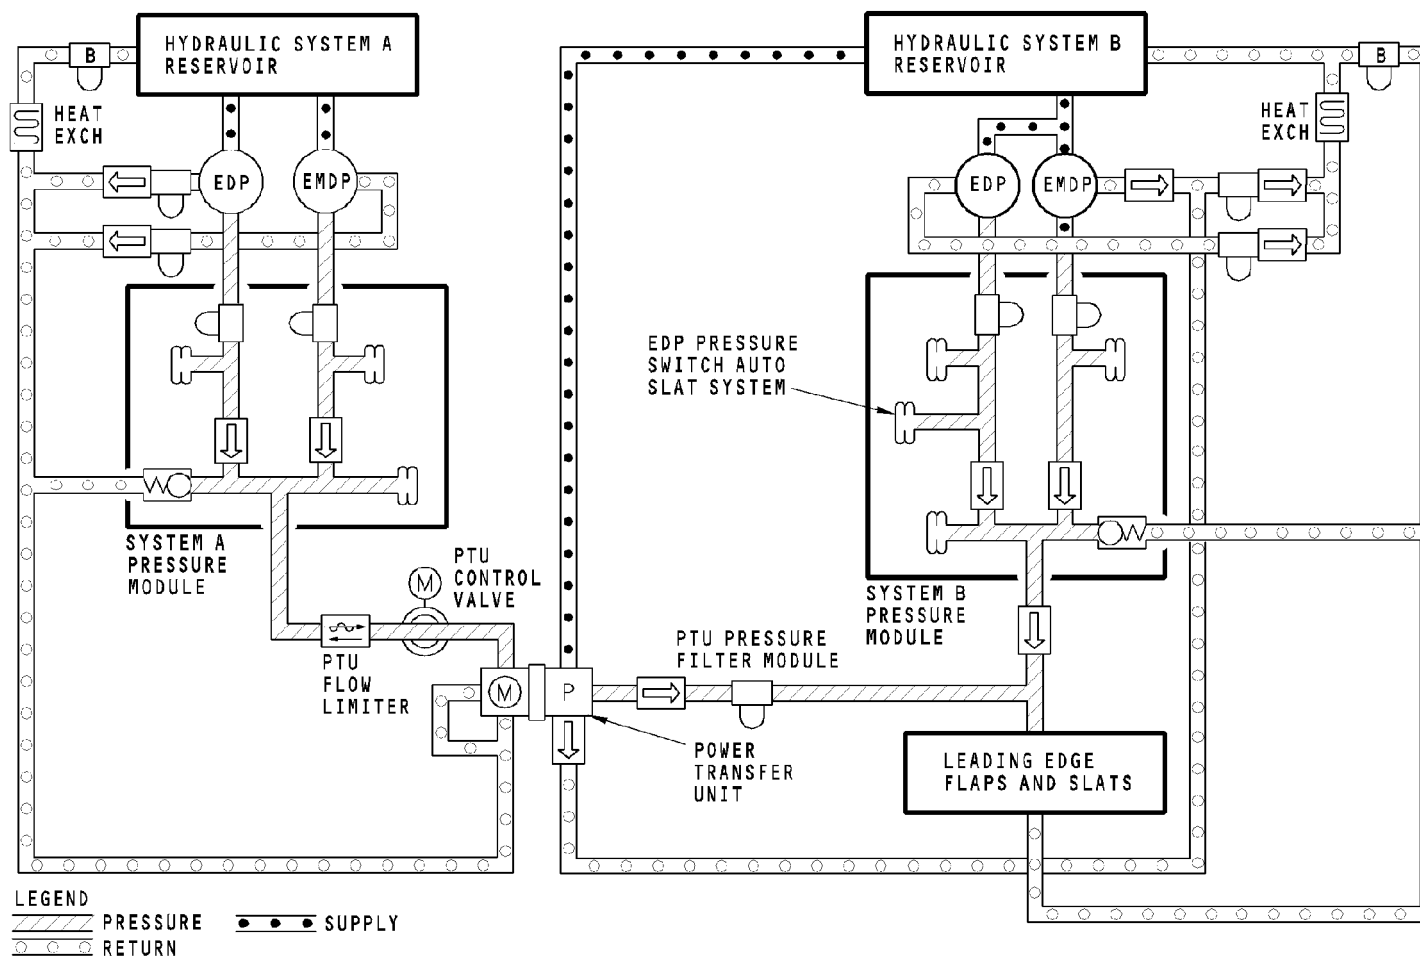 HYDRAULIC SYSTEM A
RESERVOIR
HYDRAULIC SYSTEM B
RESERVOIR
B
B
HEAT
EXCH
HEAT
EXCH
EDP
EMDP
EDP
EMDP
EDP PRESSURE
SWITCH AUTO
SLAT SYSTEM
SYSTEM A
PRESSURE
MODULE
PTU
CONTROL
VALVE
M
SYSTEM B
PRESSURE
MODULE
PTU
FLOW
LIMITER
PTU PRESSURE
FILTER MODULE
M
P
POWER
TRANSFER
UNIT
LEADING EDGE
FLAPS AND SLATS
LEGEND
PRESSURE
SUPPLY
RETURN